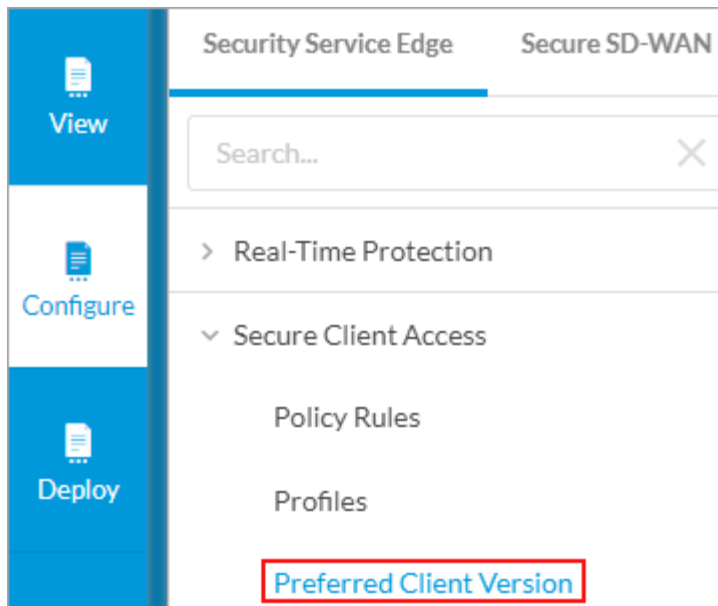 Security Service Edge
Secure SD-WAN
View
Search...
Real-Time Protection
Configure
Secure Client Access
Policy Rules
Deploy
Profiles
Preferred Client Version